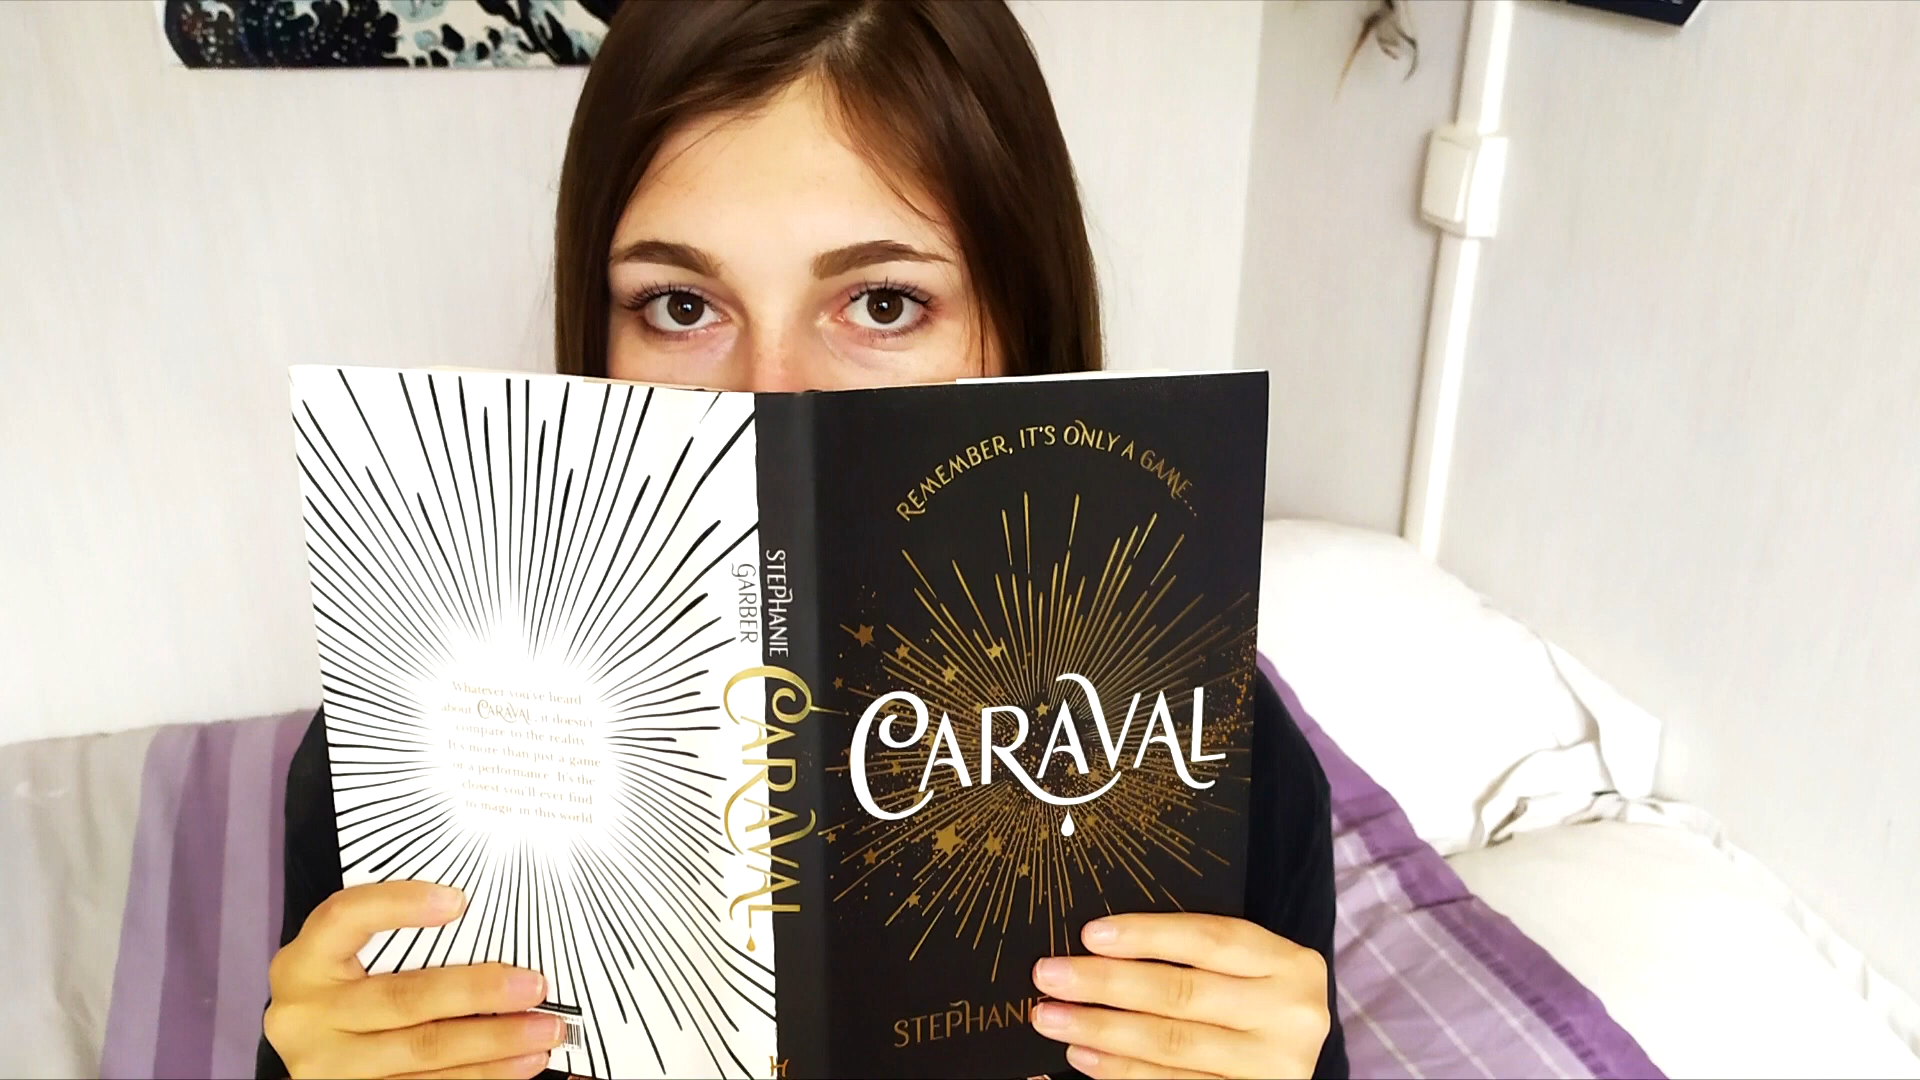 Whatever you've heard
about CARAVAL, it doesn't
compare to the reality.
It's more than just a game
or a performance. It's the
closest you'll ever find
to magic in this world
STEPHANIE
GARBER
CARAVAL
H
REMEMBER, IT'S ONLY A GAME...
CARAVAL
STEPHANIE